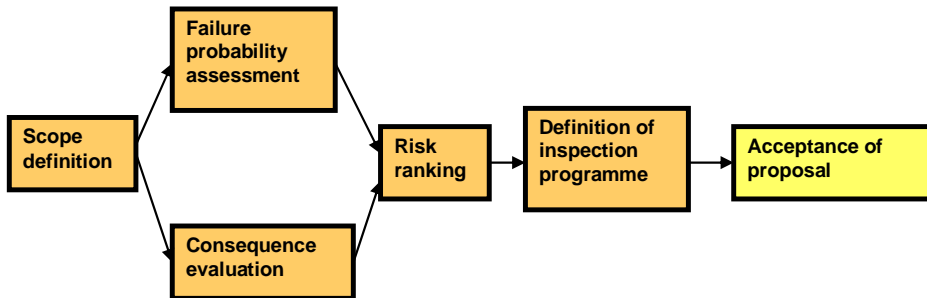 Failure
probability
assessment
Scope
definition
Risk
ranking
Definition of
inspection
programme
Acceptance of
proposal
Consequence
evaluation